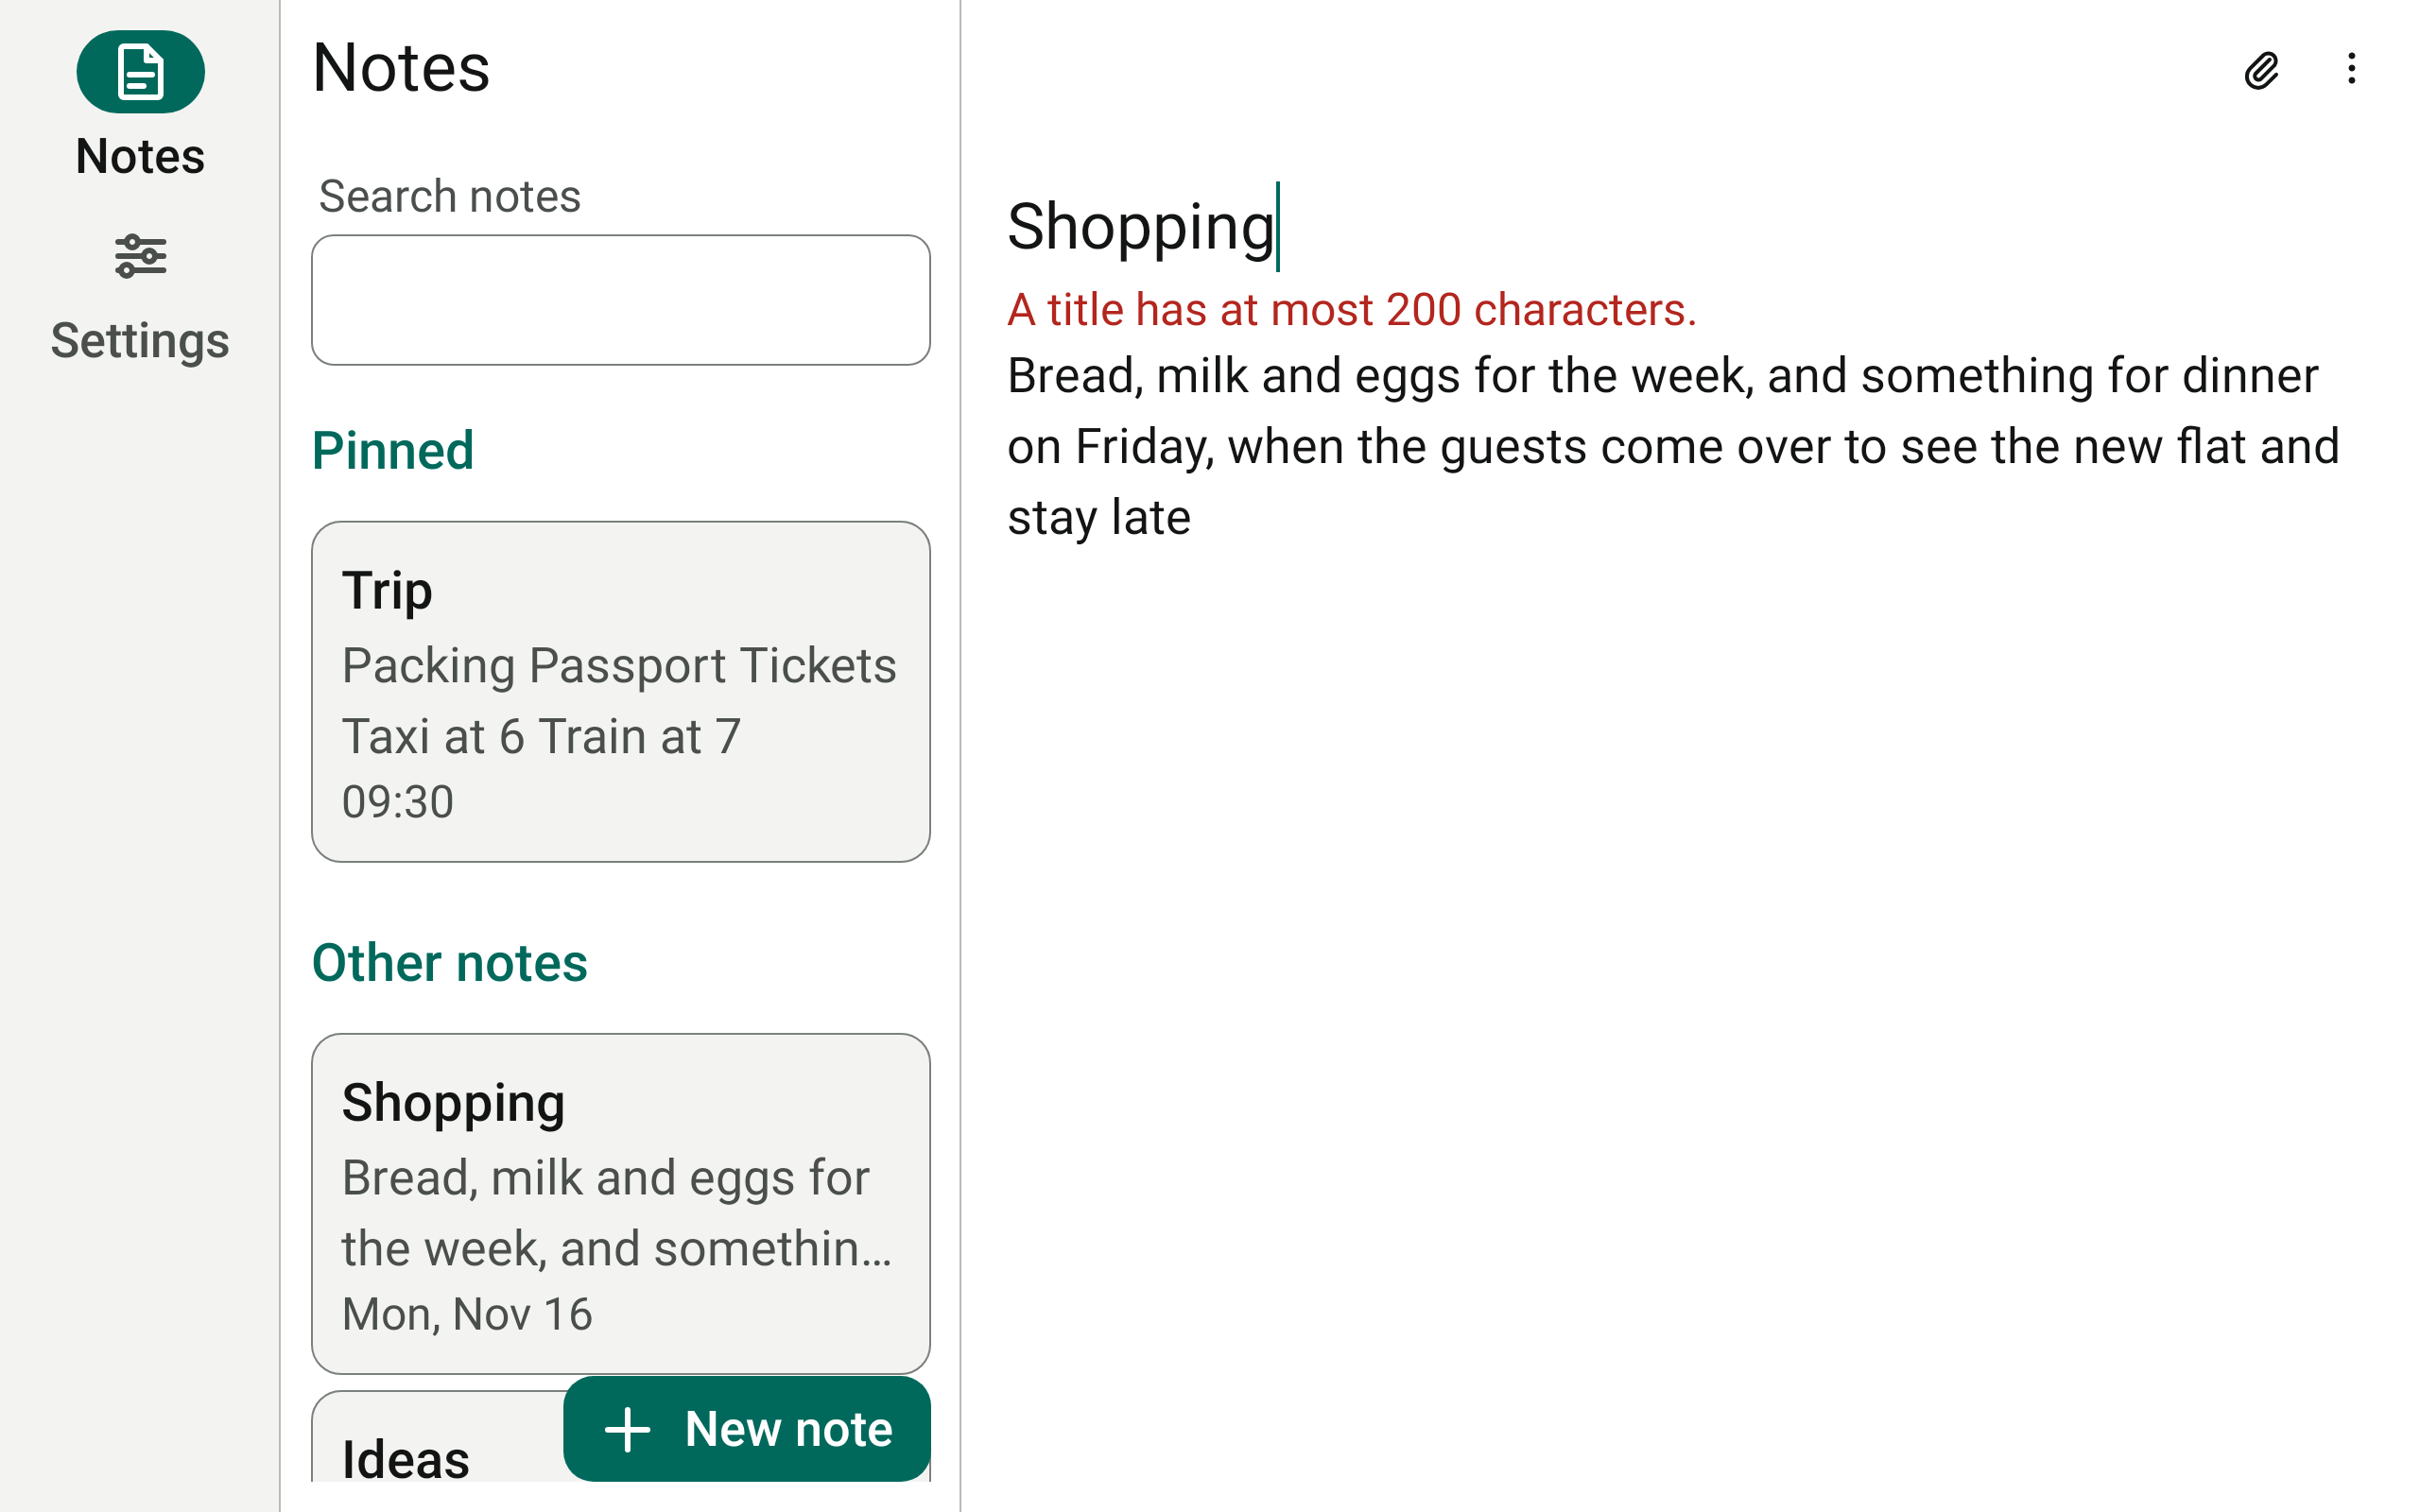 Notes
Settings
Notes
Search notes
Pinned
Trip
Packing Passport Tickets
Taxi at 6 Train at 7
09:30
Other notes
Shopping
Bread, milk and eggs for
the week, and somethin…
Mon, Nov 16
Ideas
New note
Shopping
A title has at most 200 characters.
Bread, milk and eggs for the week, and something for dinner
on Friday, when the guests come over to see the new flat and
stay late